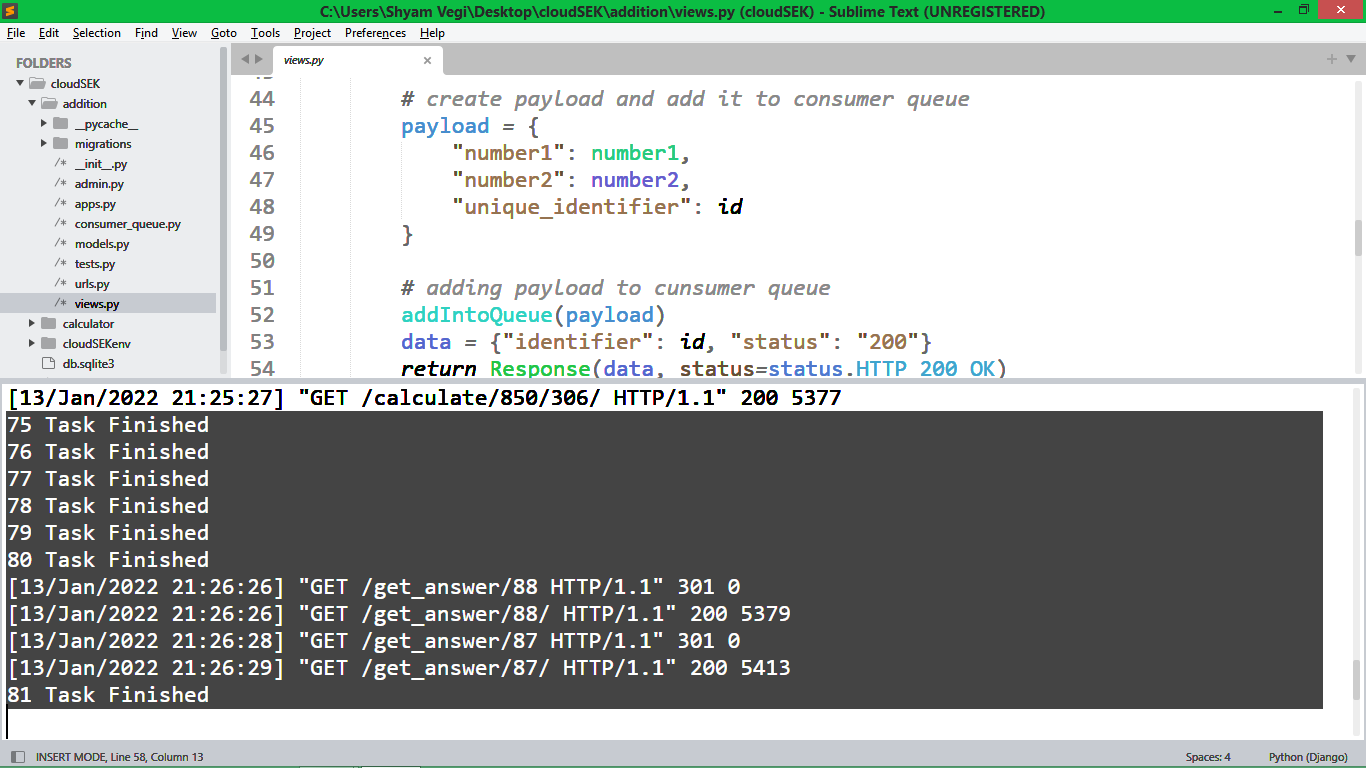 C:\Users\Shyam Vegi\Desktop\cloudSEK\addition\views.py (cloudSEK) - Sublime Text (UNREGISTERED)
File Edit Selection Find View Goto Tools Project Preferences Help
FOLDERS
cloudSEK
addition
__pycache__
migrations
/* __init__.py
/* admin.py
/* apps.py
/* consumer_queue.py
/* models.py
/* tests.py
/* urls.py
/* views.py
calculator
cloudSEKenv
db.sqlite3
views.py ×
44 # create payload and add it to consumer queue
45 payload = {
46 "number1": number1,
47 "number2": number2,
48 "unique_identifier": id
49 }
50
51 # adding payload to cunsumer queue
52 addIntoQueue(payload)
53 data = {"identifier": id, "status": "200"}
54 return Response(data, status=status.HTTP_200_OK)
[13/Jan/2022 21:25:27] "GET /calculate/850/306/ HTTP/1.1" 200 5377
75 Task Finished
76 Task Finished
77 Task Finished
78 Task Finished
79 Task Finished
80 Task Finished
[13/Jan/2022 21:26:26] "GET /get_answer/88 HTTP/1.1" 301 0
[13/Jan/2022 21:26:26] "GET /get_answer/88/ HTTP/1.1" 200 5379
[13/Jan/2022 21:26:28] "GET /get_answer/87 HTTP/1.1" 301 0
[13/Jan/2022 21:26:29] "GET /get_answer/87/ HTTP/1.1" 200 5413
81 Task Finished
INSERT MODE, Line 58, Column 13
Spaces: 4
Python (Django)